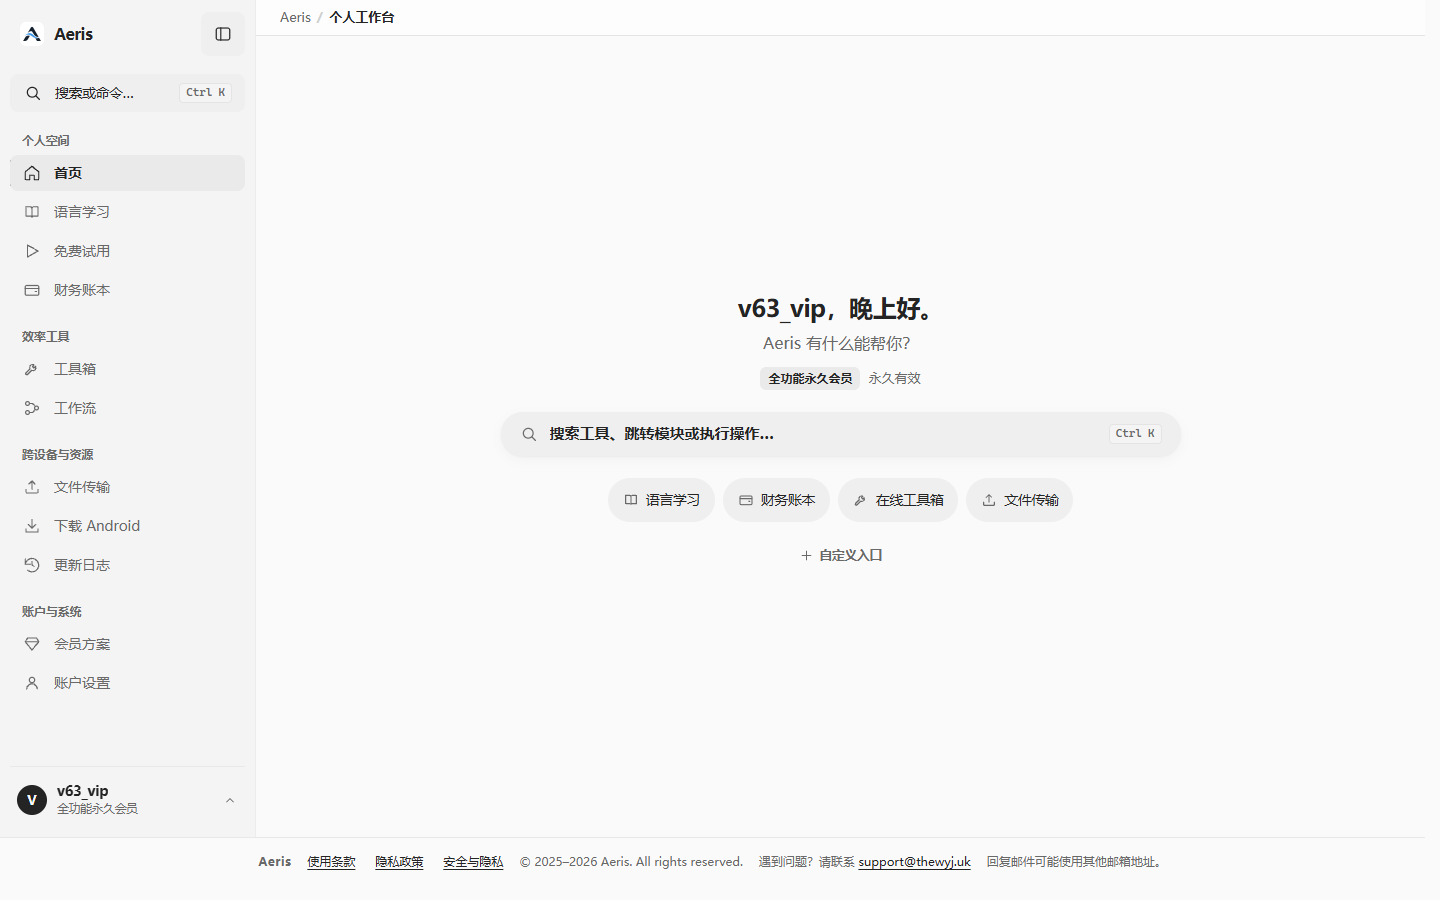 Aeris
搜索或命令... Ctrl K
个人空间
首页
语言学习
免费试用
财务账本
效率工具
工具箱
工作流
跨设备与资源
文件传输
下载 Android
更新日志
账户与系统
会员方案
账户设置
V
v63_vip
全功能永久会员
Aeris / 个人工作台
v63_vip，晚上好。
Aeris 有什么能帮你？
全功能永久会员 永久有效
搜索工具、跳转模块或执行操作... Ctrl K
语言学习 财务账本 在线工具箱 文件传输
自定义入口
Aeris 使用条款 隐私政策 安全与隐私 © 2025–2026 Aeris. All rights reserved. 遇到问题？请联系 support@thewyj.uk 回复邮件可能使用其他邮箱地址。